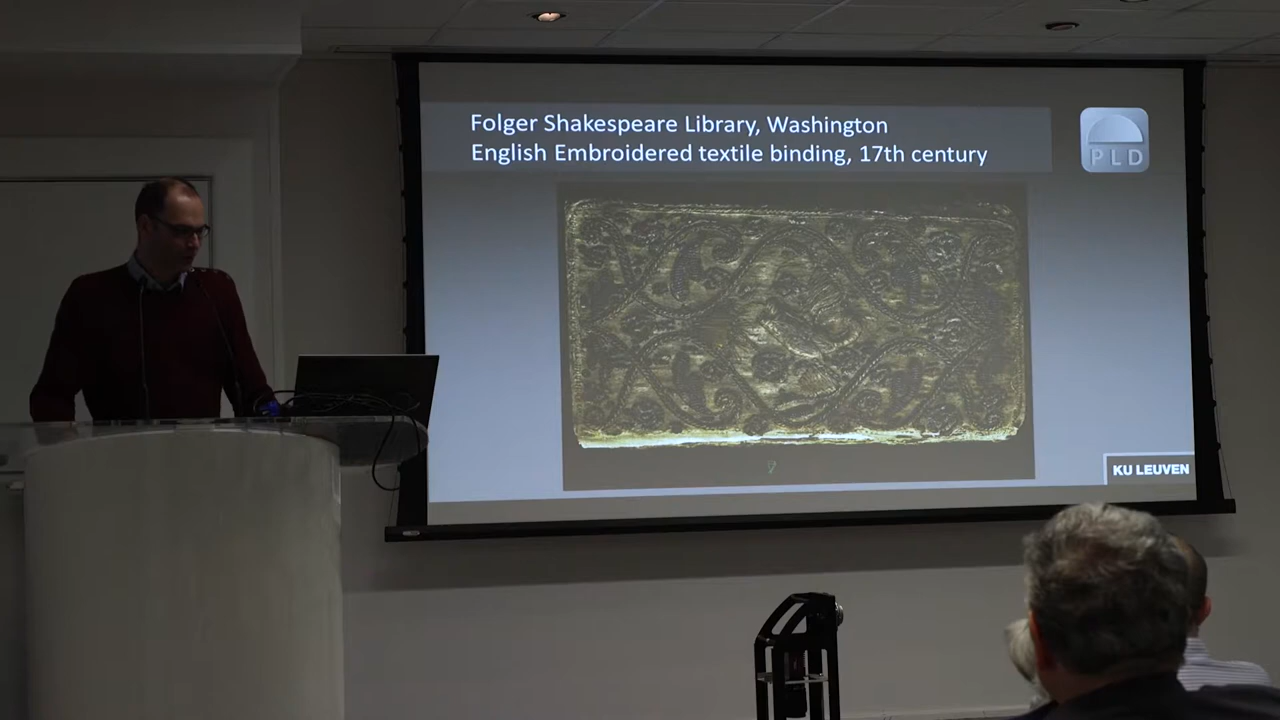 Folger Shakespeare Library, Washington
English Embroidered textile binding, 17th century
PLD
KU LEUVEN